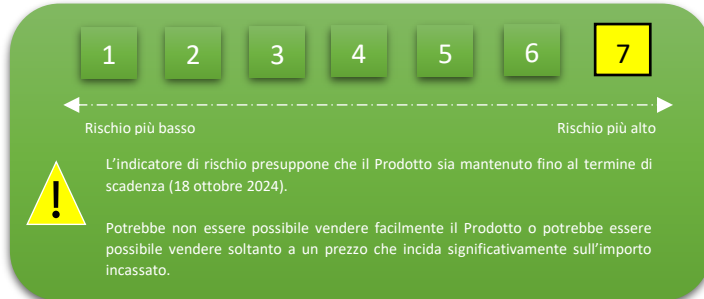 1 2 3 4 5 6 7
Rischio più basso Rischio più alto
L'indicatore di rischio presuppone che il Prodotto sia mantenuto fino al termine di
scadenza (18 ottobre 2024).
!
Potrebbe non essere possibile vendere facilmente il Prodotto o potrebbe essere
possibile vendere soltanto a un prezzo che incida significativamente sull'importo
incassato.